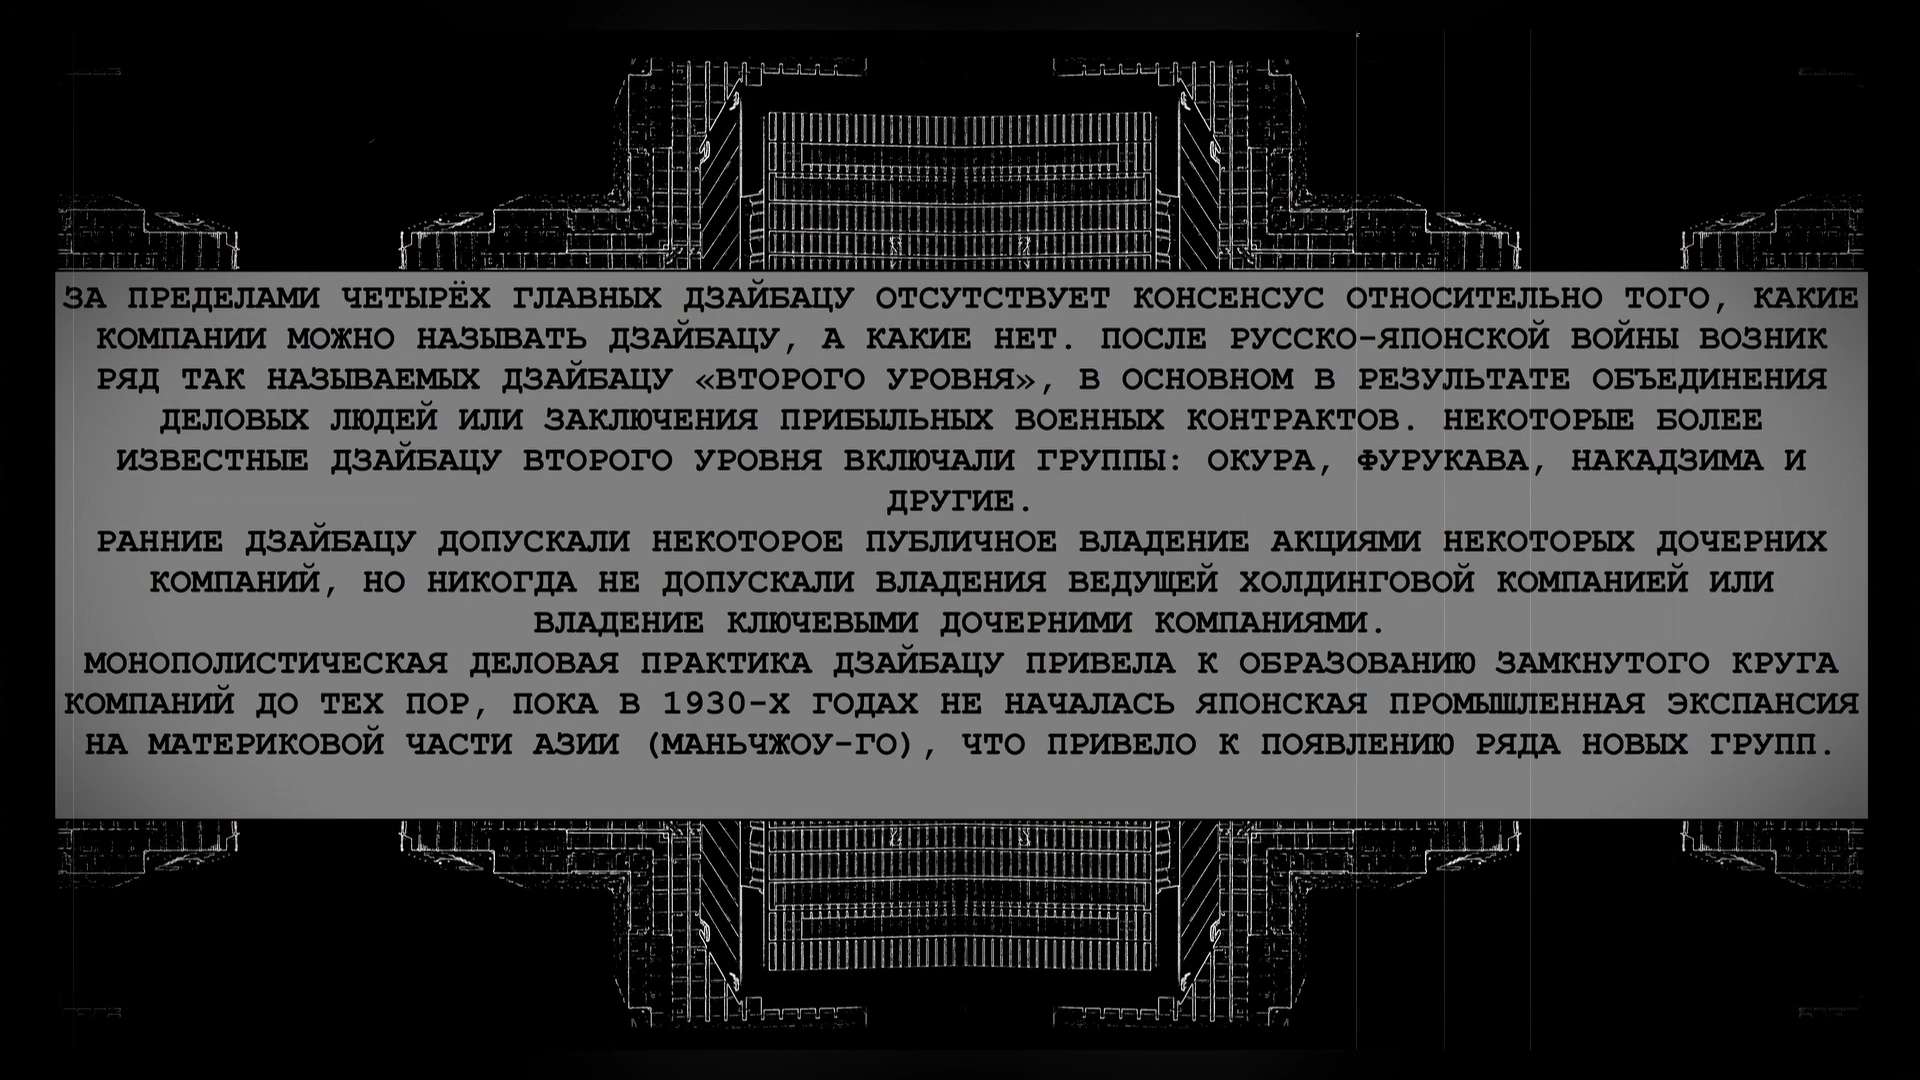 ЗА ПРЕДЕЛАМИ ЧЕТЫРЁХ ГЛАВНЫХ ДЗАЙБАЦУ ОТСУТСТВУЕТ КОНСЕНСУС ОТНОСИТЕЛЬНО ТОГО, КАКИЕ
КОМПАНИИ МОЖНО НАЗЫВАТЬ ДЗАЙБАЦУ, А КАКИЕ НЕТ. ПОСЛЕ РУССКО-ЯПОНСКОЙ ВОЙНЫ ВОЗНИК
РЯД ТАК НАЗЫВАЕМЫХ ДЗАЙБАЦУ «ВТОРОГО УРОВНЯ», В ОСНОВНОМ В РЕЗУЛЬТАТЕ ОБЪЕДИНЕНИЯ
ДЕЛОВЫХ ЛЮДЕЙ ИЛИ ЗАКЛЮЧЕНИЯ ПРИБЫЛЬНЫХ ВОЕННЫХ КОНТРАКТОВ. НЕКОТОРЫЕ БОЛЕЕ
ИЗВЕСТНЫЕ ДЗАЙБАЦУ ВТОРОГО УРОВНЯ ВКЛЮЧАЛИ ГРУППЫ: ОКУРА, ФУРУКАВА, НАКАДЗИМА И
ДРУГИЕ.
РАННИЕ ДЗАЙБАЦУ ДОПУСКАЛИ НЕКОТОРОЕ ПУБЛИЧНОЕ ВЛАДЕНИЕ АКЦИЯМИ НЕКОТОРЫХ ДОЧЕРНИХ
КОМПАНИЙ, НО НИКОГДА НЕ ДОПУСКАЛИ ВЛАДЕНИЯ ВЕДУЩЕЙ ХОЛДИНГОВОЙ КОМПАНИЕЙ ИЛИ
ВЛАДЕНИЕ КЛЮЧЕВЫМИ ДОЧЕРНИМИ КОМПАНИЯМИ.
МОНОПОЛИСТИЧЕСКАЯ ДЕЛОВАЯ ПРАКТИКА ДЗАЙБАЦУ ПРИВЕЛА К ОБРАЗОВАНИЮ ЗАМКНУТОГО КРУГА
КОМПАНИЙ ДО ТЕХ ПОР, ПОКА В 1930-Х ГОДАХ НЕ НАЧАЛАСЬ ЯПОНСКАЯ ПРОМЫШЛЕННАЯ ЭКСПАНСИЯ
НА МАТЕРИКОВОЙ ЧАСТИ АЗИИ (МАНЬЧЖОУ-ГО), ЧТО ПРИВЕЛО К ПОЯВЛЕНИЮ РЯДА НОВЫХ ГРУПП.